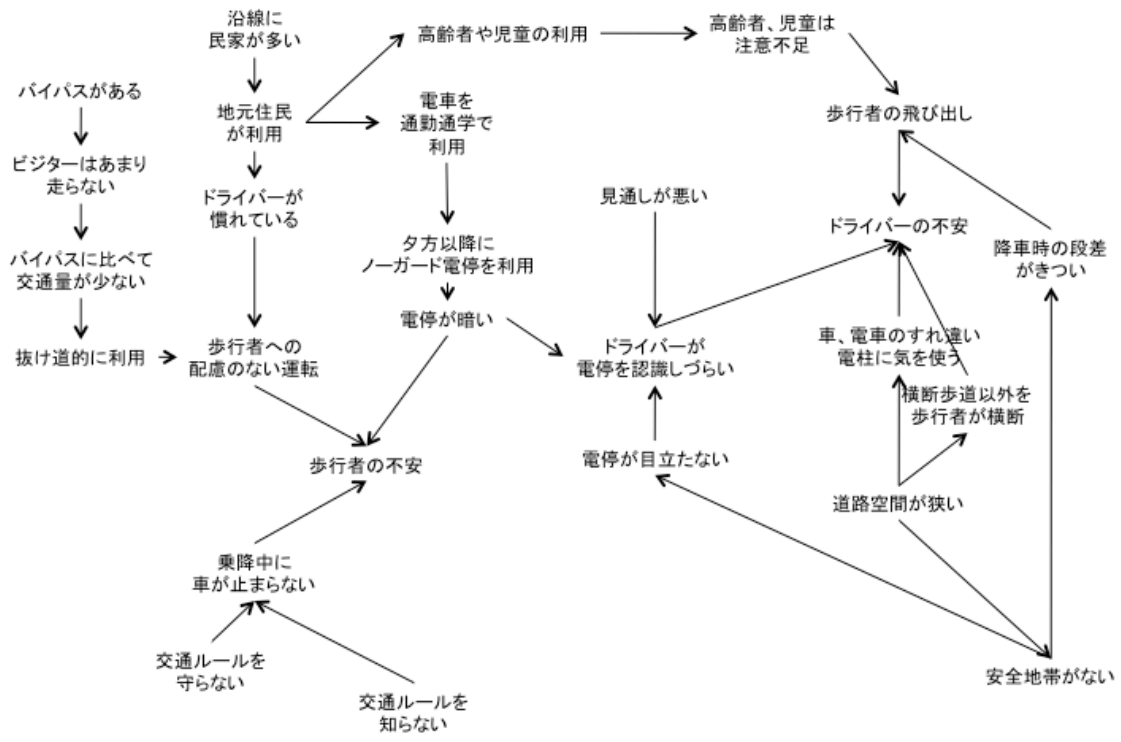 沿線に
民家が多い
高齢者や児童の利用
高齢者、児童は
注意不足
バイパスがある
地元住民
が利用
電車を
通勤通学で
利用
歩行者の飛び出し
ビジターはあまり
走らない
ドライバーが
慣れている
見通しが悪い
ドライバーの不安
バイパスに比べて
交通量が少ない
夕方以降に
ノーガード電停を利用
降車時の段差
がきつい
電停が暗い
抜け道的に利用
歩行者への
配慮のない運転
ドライバーが
電停を認識しづらい
車、電車のすれ違い
電柱に気を使う
横断歩道以外を
歩行者が横断
歩行者の不安
電停が目立たない
道路空間が狭い
乗降中に
車が止まらない
交通ルールを
守らない
交通ルールを
知らない
安全地帯がない